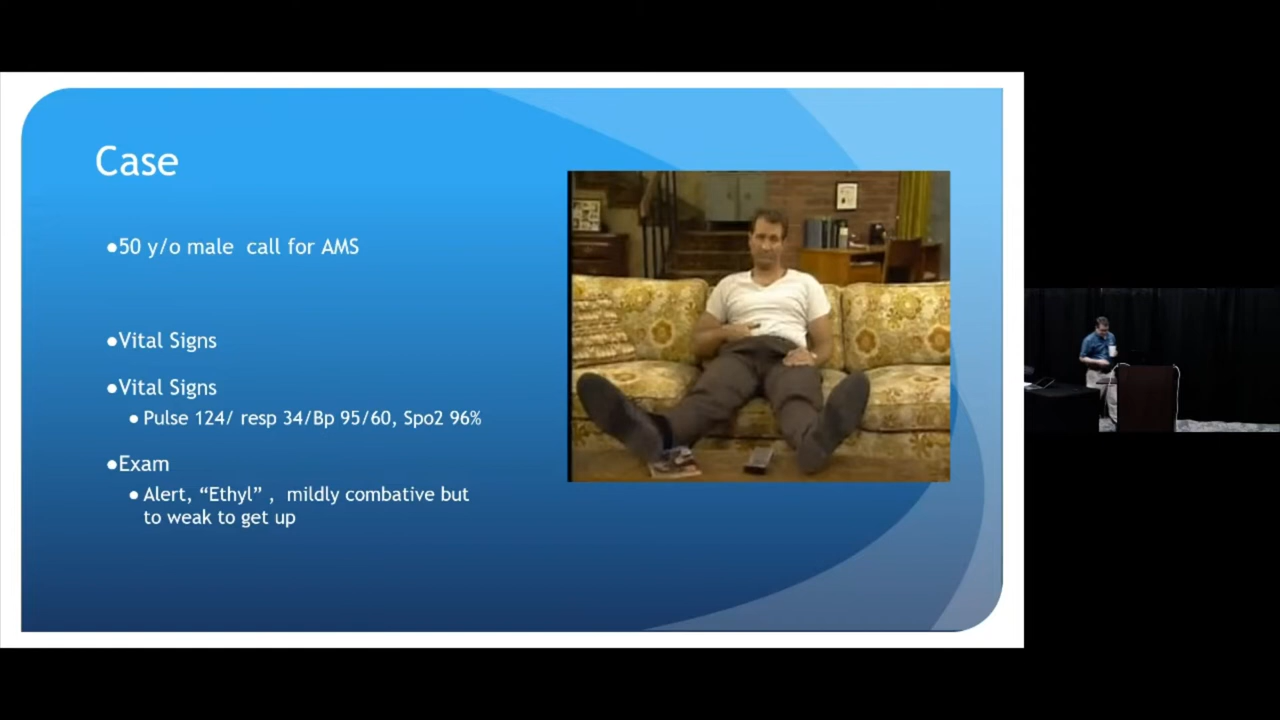 Case
●50 y/o male call for AMS
●Vital Signs
●Vital Signs
●Pulse 124/ resp 34/Bp 95/60, Spo2 96%
●Exam
●Alert, “Ethyl” , mildly combative but
to weak to get up